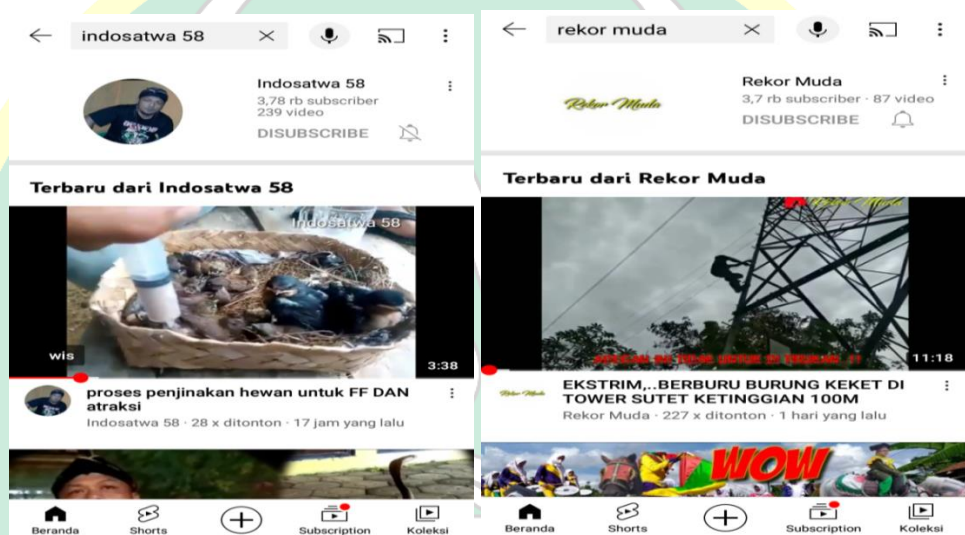 indosatwa 58
Indosatwa 58
3,78 rb subscriber
239 video
DISUBSCRIBE
Terbaru dari Indosatwa 58
Indosatwa 58
wis
3:38
proses penjinakan hewan untuk FF DAN
atraksi
Indosatwa 58 · 28 x ditonton · 17 jam yang lalu
Beranda
Shorts
Subscription
Koleksi
rekor muda
Rekor Muda
Rekor Muda
3,7 rb subscriber · 87 video
DISUBSCRIBE
Terbaru dari Rekor Muda
Rekor Muda
11:18
Rekor Muda
EKSTRIM,..BERBURU BURUNG KEKET DI
TOWER SUTET KETINGGIAN 100M
Rekor Muda · 227 x ditonton · 1 hari yang lalu
WOW
Beranda
Shorts
Subscription
Koleksi